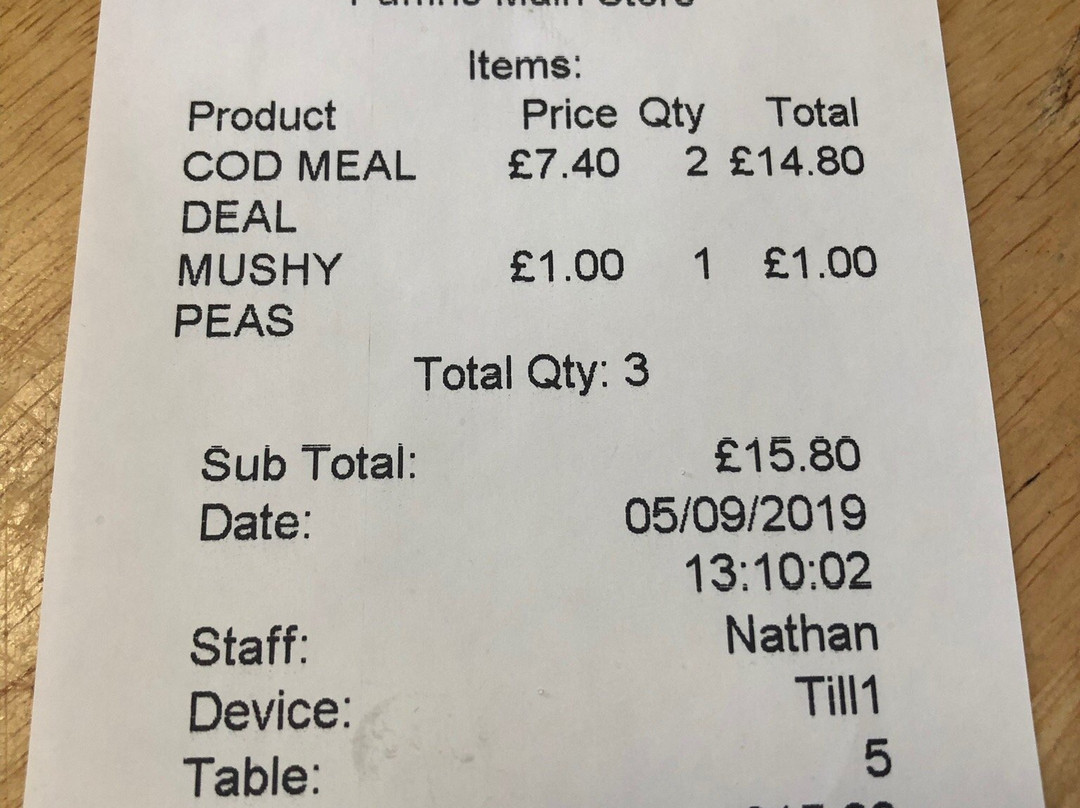 Main Store
Items:
Product Price Qty Total
COD MEAL £7.40 2 £14.80
DEAL
MUSHY £1.00 1 £1.00
PEAS
Total Qty: 3
Sub Total: £15.80
Date: 05/09/2019
13:10:02
Staff: Nathan
Device: Till1
Table: 5